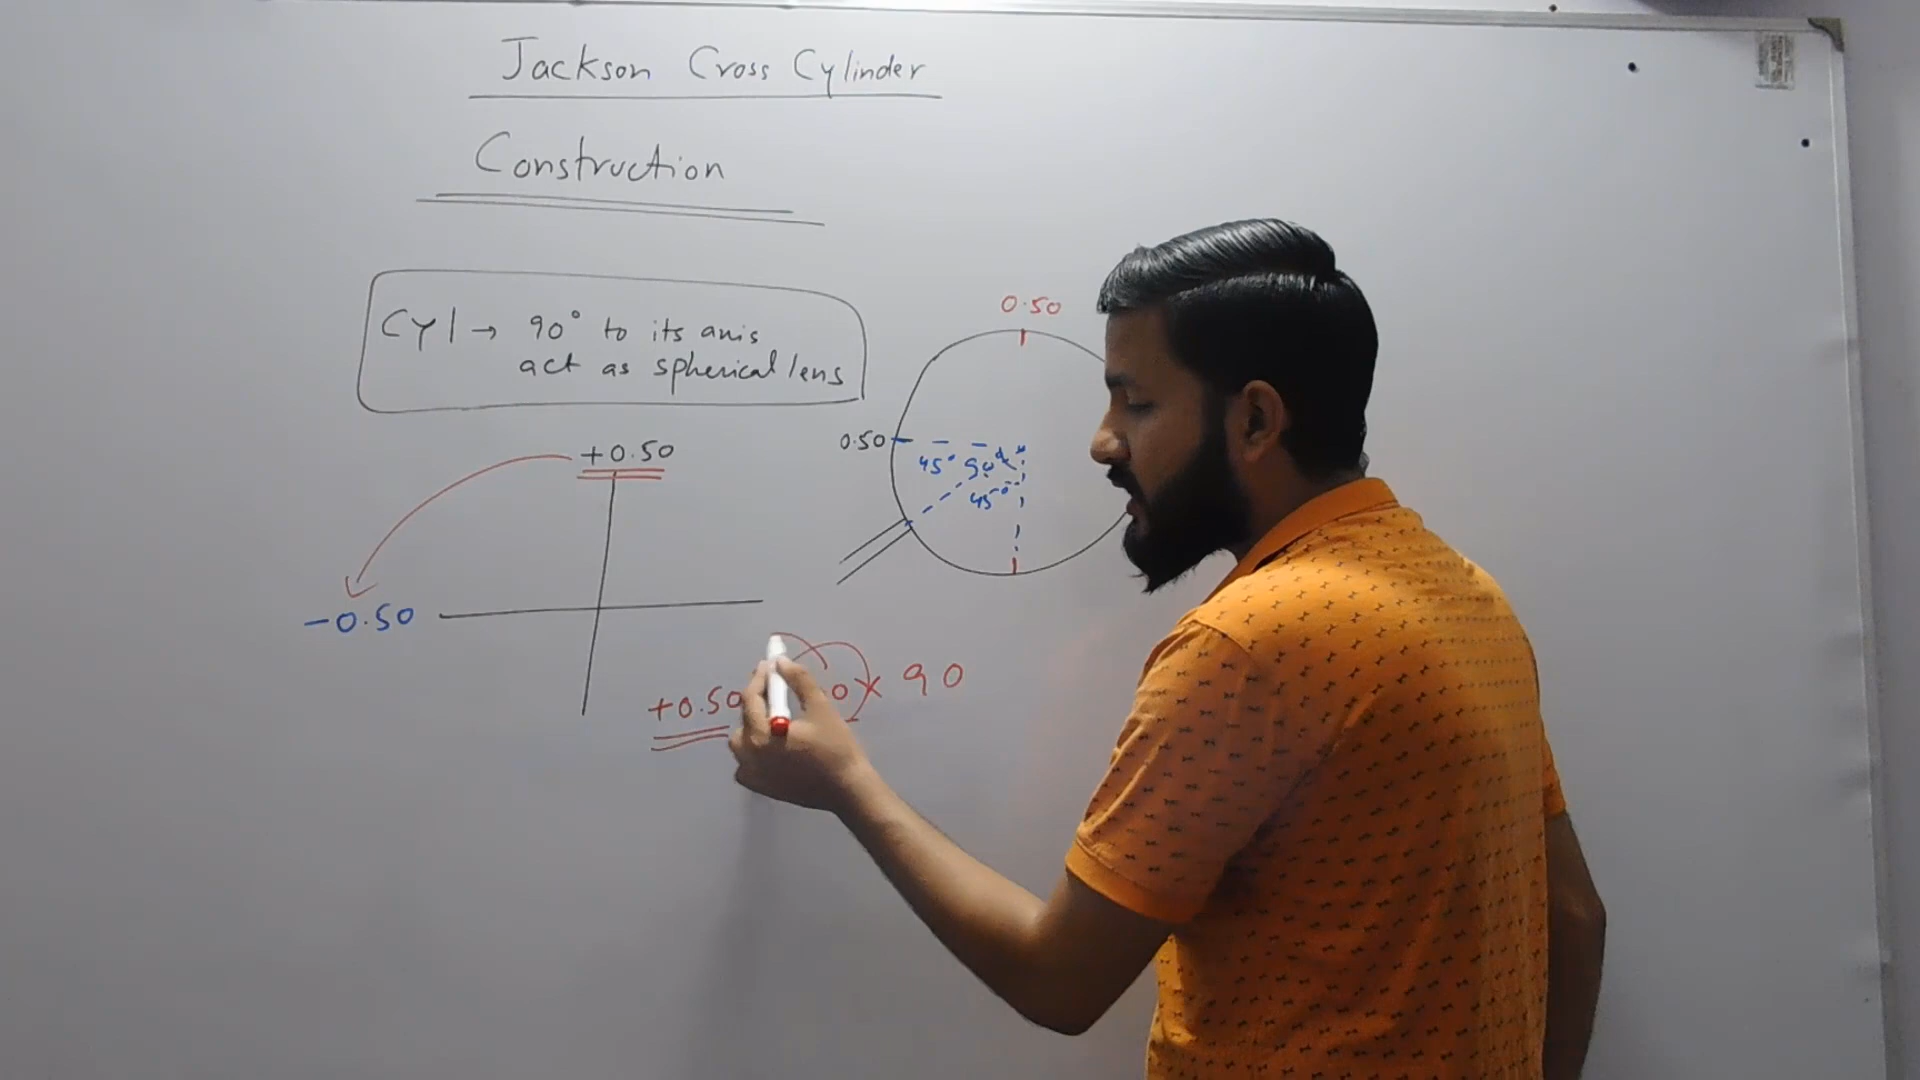 Jackson Cross Cylinder
Construction
Cyl → 90° to its axis
act as spherical lens
+0.50
-0.50
0.50
0.50
45° 90°
45°
+0.50 0 × 90